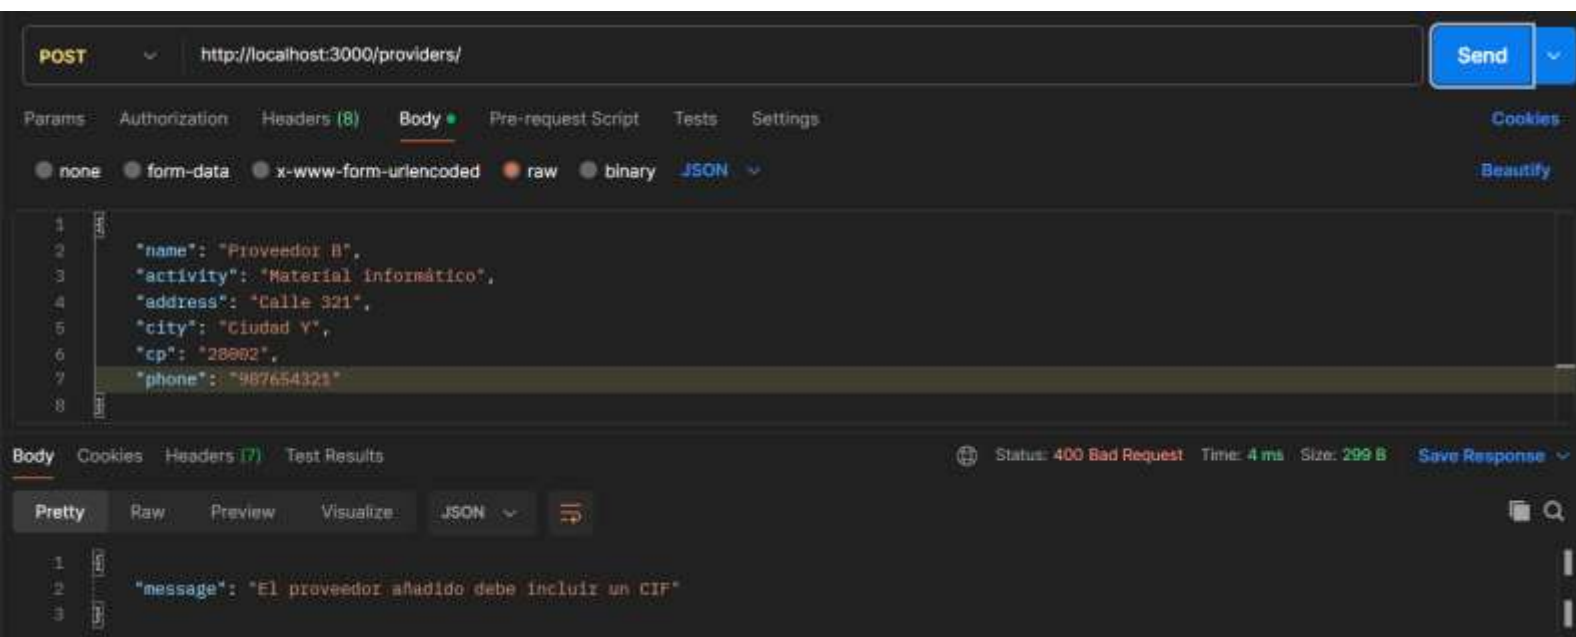 POST http://localhost:3000/providers/ Send
Params Authorization Headers (8) Body Pre-request Script Tests Settings Cookies
none form-data x-www-form-urlencoded raw binary JSON Beautify
1 {
2 "name": "Proveedor B",
3 "activity": "Material informático",
4 "address": "Calle 321",
5 "city": "Ciudad Y",
6 "cp": "28002",
7 "phone": "987654321"
8 }
Body Cookies Headers (7) Test Results Status: 400 Bad Request Time: 4 ms Size: 299 B Save Response
Pretty Raw Preview Visualize JSON
1 {
2 "message": "El proveedor añadido debe incluir un CIF"
3 }